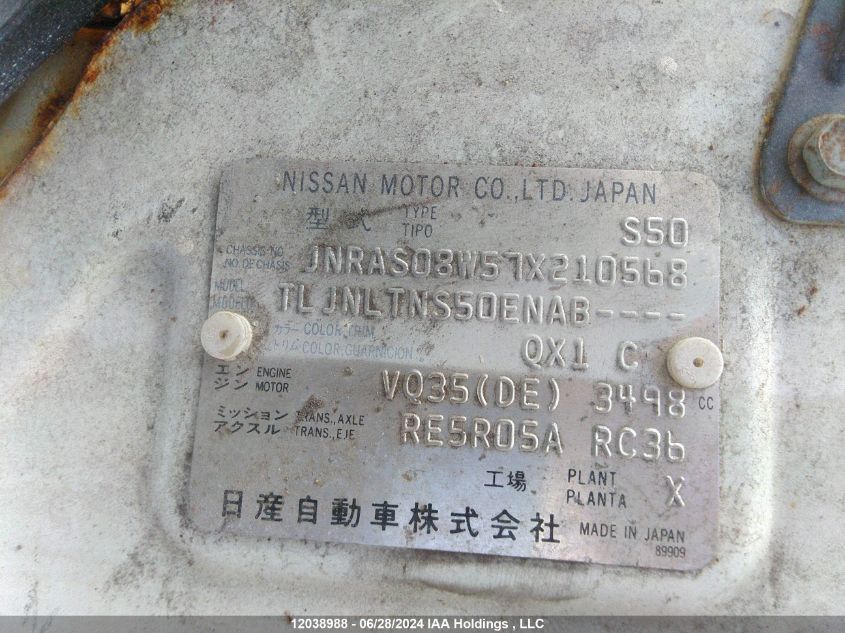 NISSAN MOTOR CO.,LTD. JAPAN
型式 TYPE TIPO S50
CHASSIS NO. NO. DE CHASIS JNRAS08W57X210568
MODEL MODELO TLJNLTNS50ENAB----
カラー COLOR, TRIM
トリム COLOR, GUARNICION QX1 C
エンジン ENGINE MOTOR VQ35(DE) 3498 CC
ミッション TRANS., AXLE
アクスル TRANS., EJE RE5R05A RC36
工場 PLANT PLANTA X
日産自動車株式会社 MADE IN JAPAN
89909
12038988 - 06/28/2024 IAA Holdings , LLC